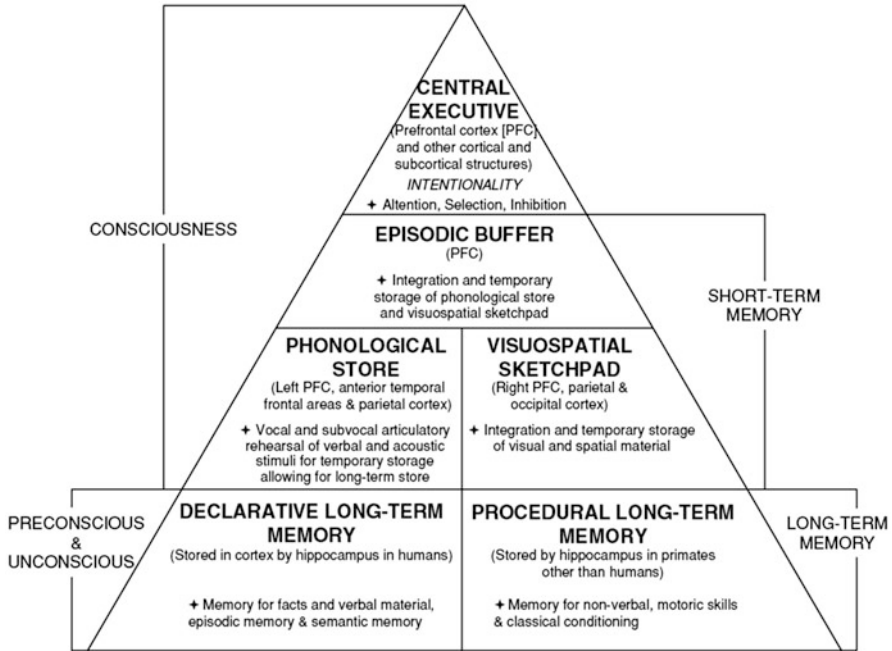 CENTRAL
EXECUTIVE
(Prefrontal cortex [PFC]
and other cortical and
subcortical structures)
INTENTIONALITY
✦ Altention, Selection, Inhibition
CONSCIOUSNESS
EPISODIC BUFFER
(PFC)
✦ Integration and temporary
storage of phonological store
and visuospatial sketchpad
SHORT-TERM
MEMORY
PHONOLOGICAL
STORE
(Left PFC, anterior temporal
frontal areas & parietal cortex)
✦ Vocal and subvocal articulatory
rehearsal of verbal and acoustic
stimuli for temporary storage
allowing for long-term store
VISUOSPATIAL
SKETCHPAD
(Right PFC, parietal &
occipital cortex)
✦ Integration and temporary storage
of visual and spatial material
PRECONSCIOUS
&
UNCONSCIOUS
DECLARATIVE LONG-TERM
MEMORY
(Stored in cortex by hippocampus in humans)
✦ Memory for facts and verbal material,
episodic memory & semantic memory
PROCEDURAL LONG-TERM
MEMORY
(Stored by hippocampus in primates
other than humans)
✦ Memory for non-verbal, motoric skills
& classical conditioning
LONG-TERM
MEMORY